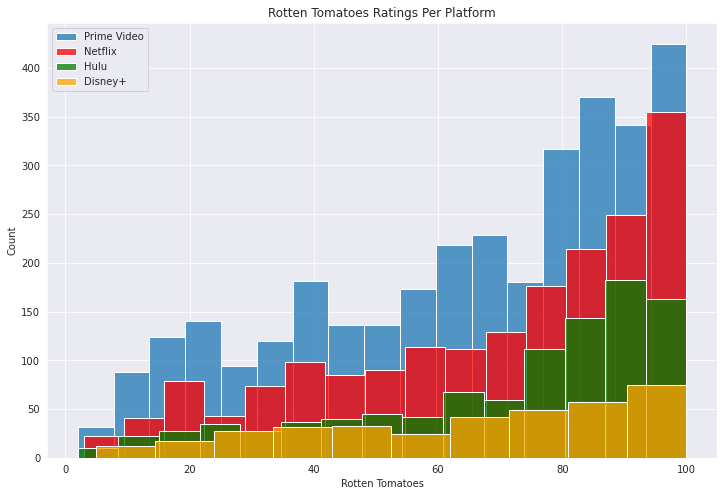 Rotten Tomatoes Ratings Per Platform
Prime Video
Netflix
Hulu
Disney+
400
350
300
250
200
150
100
50
0
Count
0 20 40 60 80 100
Rotten Tomatoes